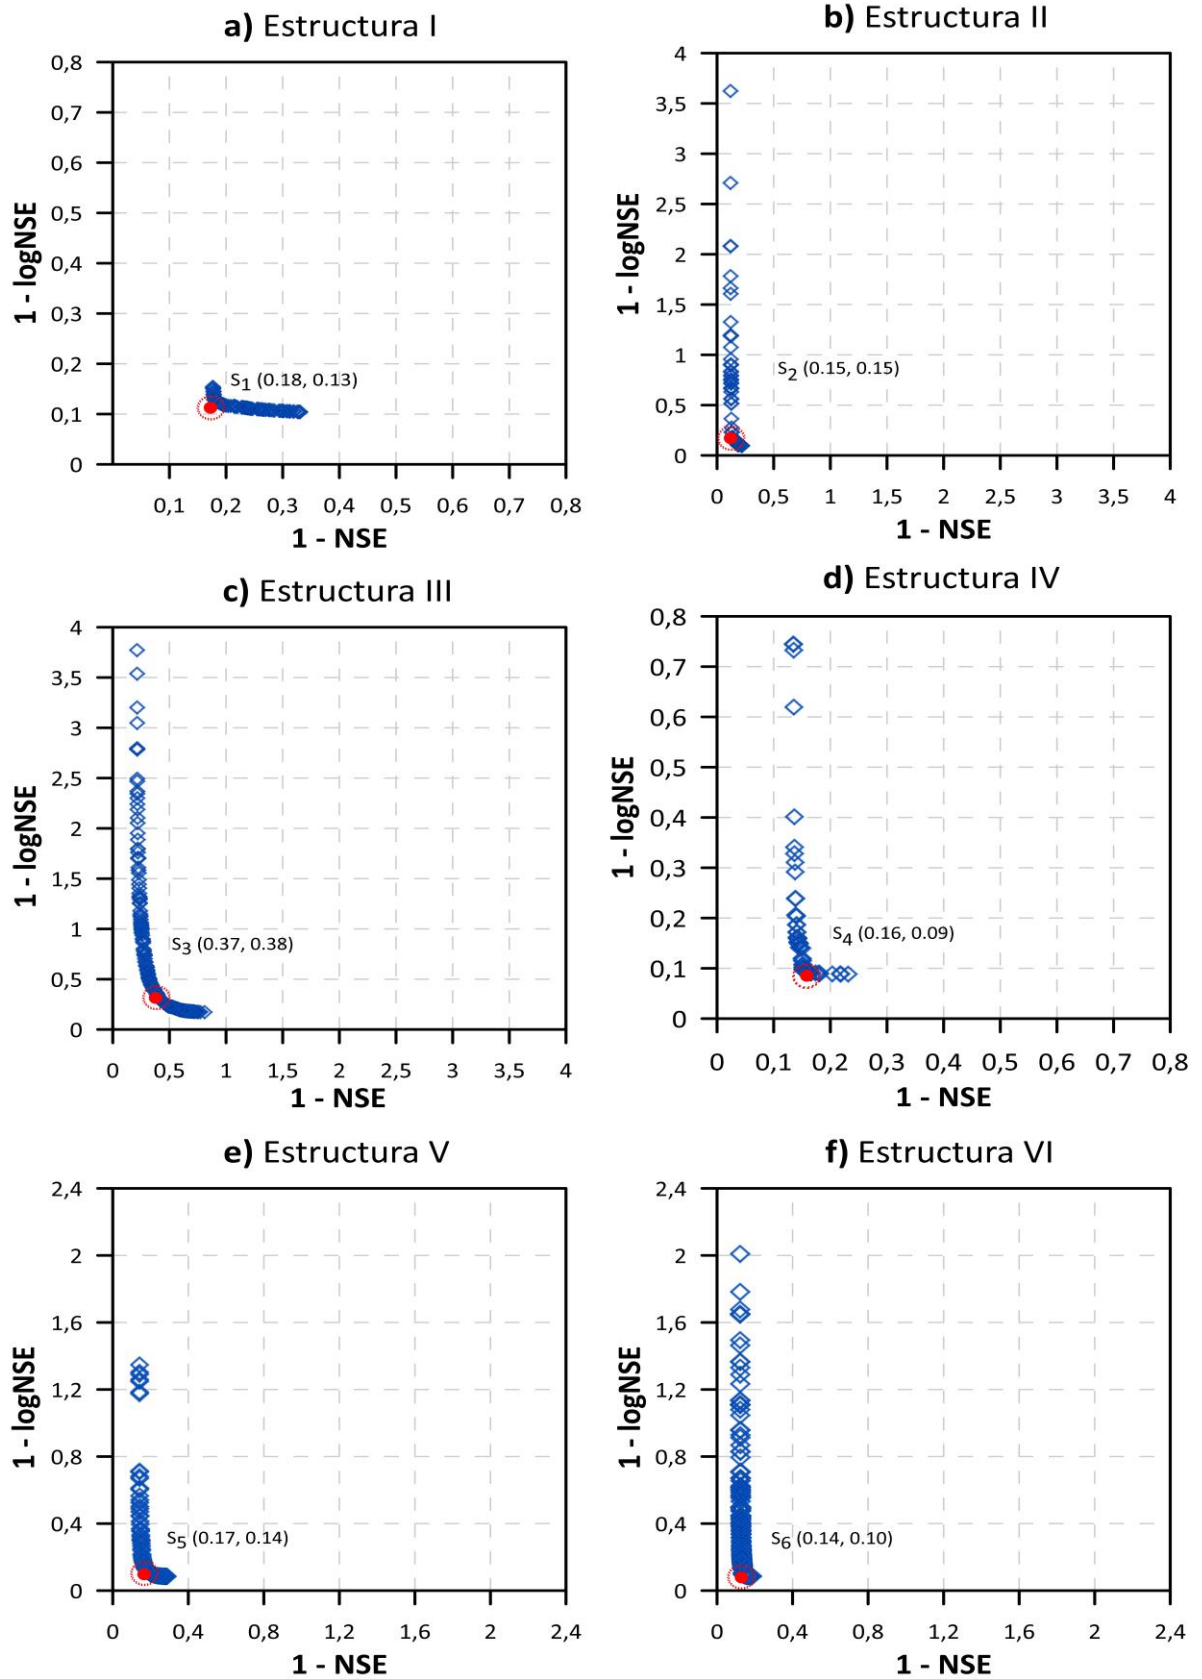 a) Estructura I
0,8
0,7
0,6
0,5
0,4
0,3
0,2
0,1
0
1 - logNSE
S1 (0.18, 0.13)
0,1 0,2 0,3 0,4 0,5 0,6 0,7 0,8
1 - NSE
b) Estructura II
4
3,5
3
2,5
2
1,5
1
0,5
0
1 - logNSE
S2 (0.15, 0.15)
0 0,5 1 1,5 2 2,5 3 3,5 4
1 - NSE
c) Estructura III
4
3,5
3
2,5
2
1,5
1
0,5
0
1 - logNSE
S3 (0.37, 0.38)
0 0,5 1 1,5 2 2,5 3 3,5 4
1 - NSE
d) Estructura IV
0,8
0,7
0,6
0,5
0,4
0,3
0,2
0,1
0
1 - logNSE
S4 (0.16, 0.09)
0 0,1 0,2 0,3 0,4 0,5 0,6 0,7 0,8
1 - NSE
e) Estructura V
2,4
2
1,6
1,2
0,8
0,4
0
1 - logNSE
S5 (0.17, 0.14)
0 0,4 0,8 1,2 1,6 2 2,4
1 - NSE
f) Estructura VI
2,4
2
1,6
1,2
0,8
0,4
0
1 - logNSE
S6 (0.14, 0.10)
0 0,4 0,8 1,2 1,6 2 2,4
1 - NSE